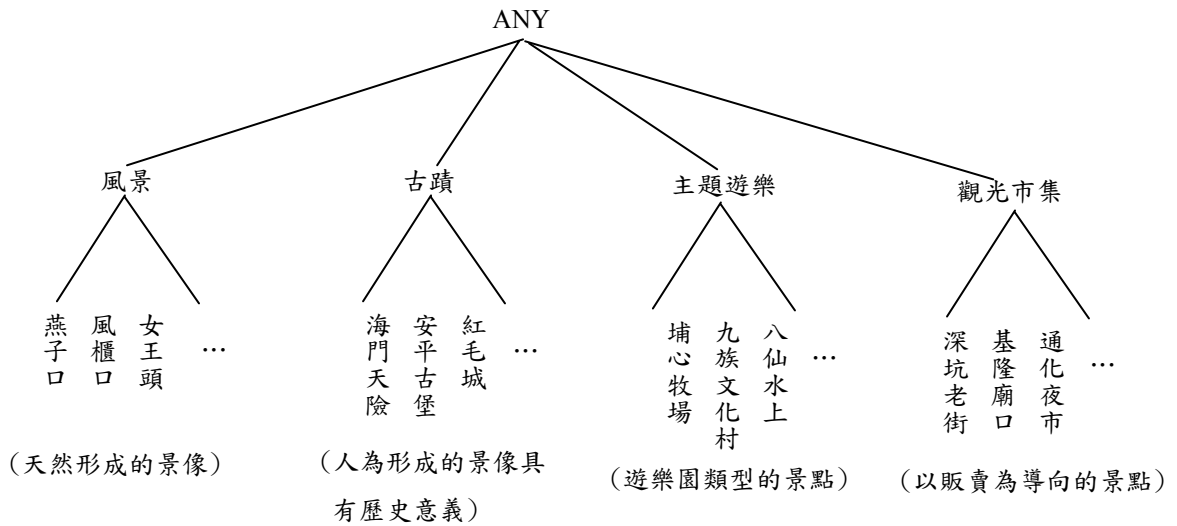 ANY
風景
古蹟
主題遊樂
觀光市集
燕子口
風櫃口
女王頭
…
海門天險
安平古堡
紅毛城
…
埔心牧場
九族文化村
八仙水上
…
深坑老街
基隆廟口
通化夜市
…
（天然形成的景像）
（人為形成的景像具
有歷史意義）
（遊樂園類型的景點）
（以販賣為導向的景點）